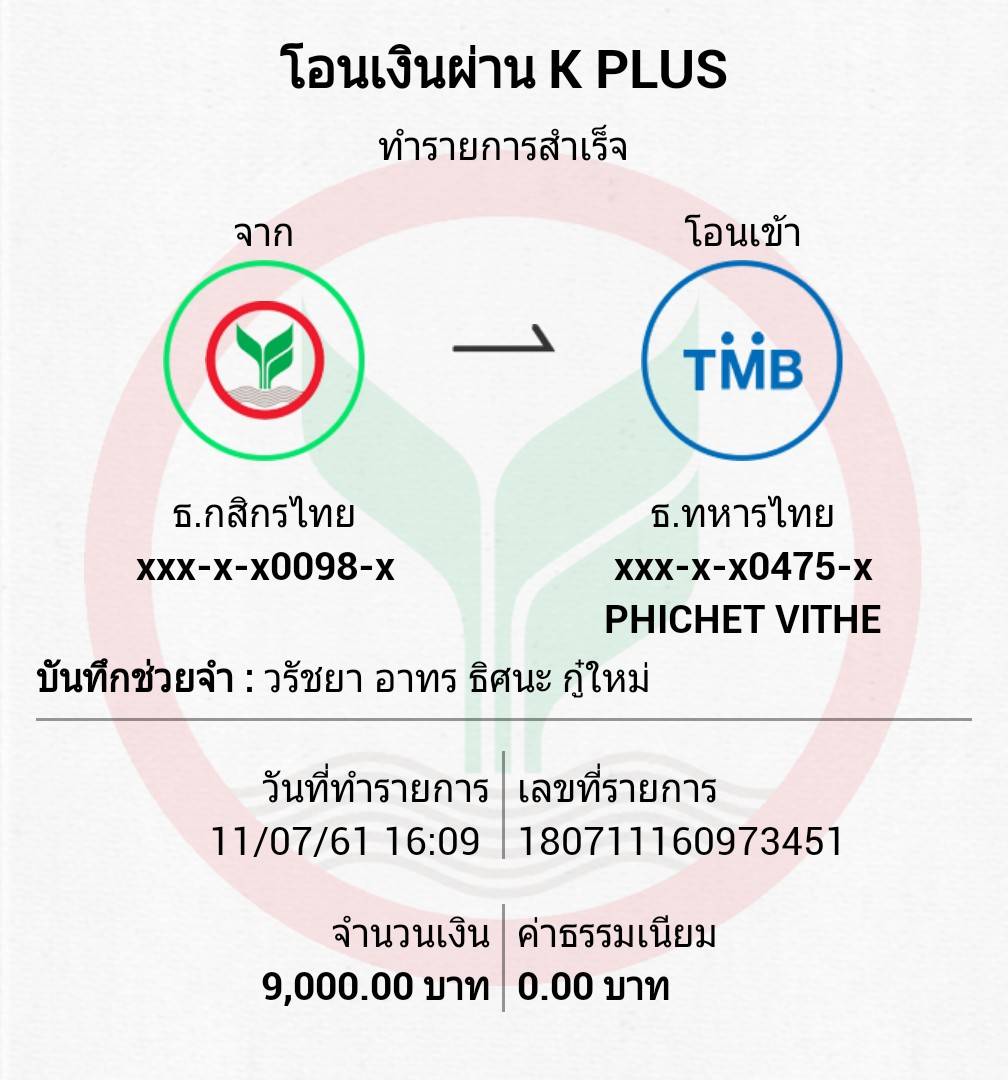 โอนเงินผ่าน K PLUS
ทำรายการสำเร็จ
จาก
โอนเข้า
TMB
ธ.กสิกรไทย
xxx-x-x0098-x
ธ.ทหารไทย
xxx-x-x0475-x
PHICHET VITHE
บันทึกช่วยจำ : วรัชยา อาทร ธิศนะ กู๋ใหม่
วันที่ทำรายการ
11/07/61 16:09
เลขที่รายการ
180711160973451
จำนวนเงิน
9,000.00 บาท
ค่าธรรมเนียม
0.00 บาท